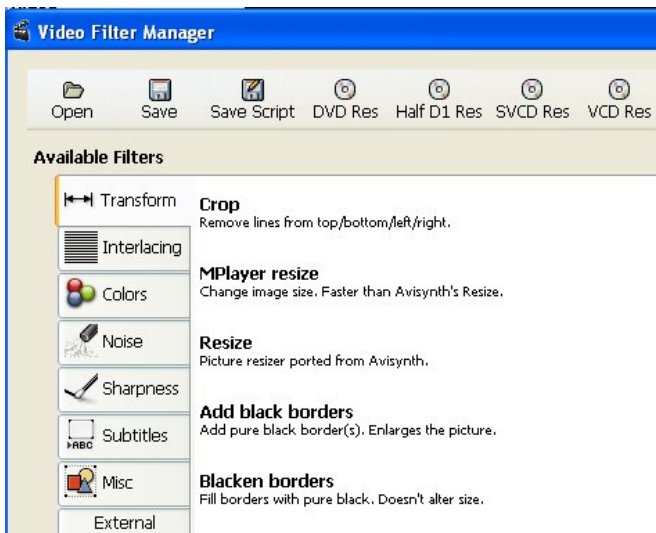 Video Filter Manager
Open Save Save Script DVD Res Half D1 Res SVCD Res VCD Res
Available Filters
Transform
Interlacing
Colors
Noise
Sharpness
ABC Subtitles
Misc
External
Crop
Remove lines from top/bottom/left/right.
MPlayer resize
Change image size. Faster than Avisynth's Resize.
Resize
Picture resizer ported from Avisynth.
Add black borders
Add pure black border(s). Enlarges the picture.
Blacken borders
Fill borders with pure black. Doesn't alter size.